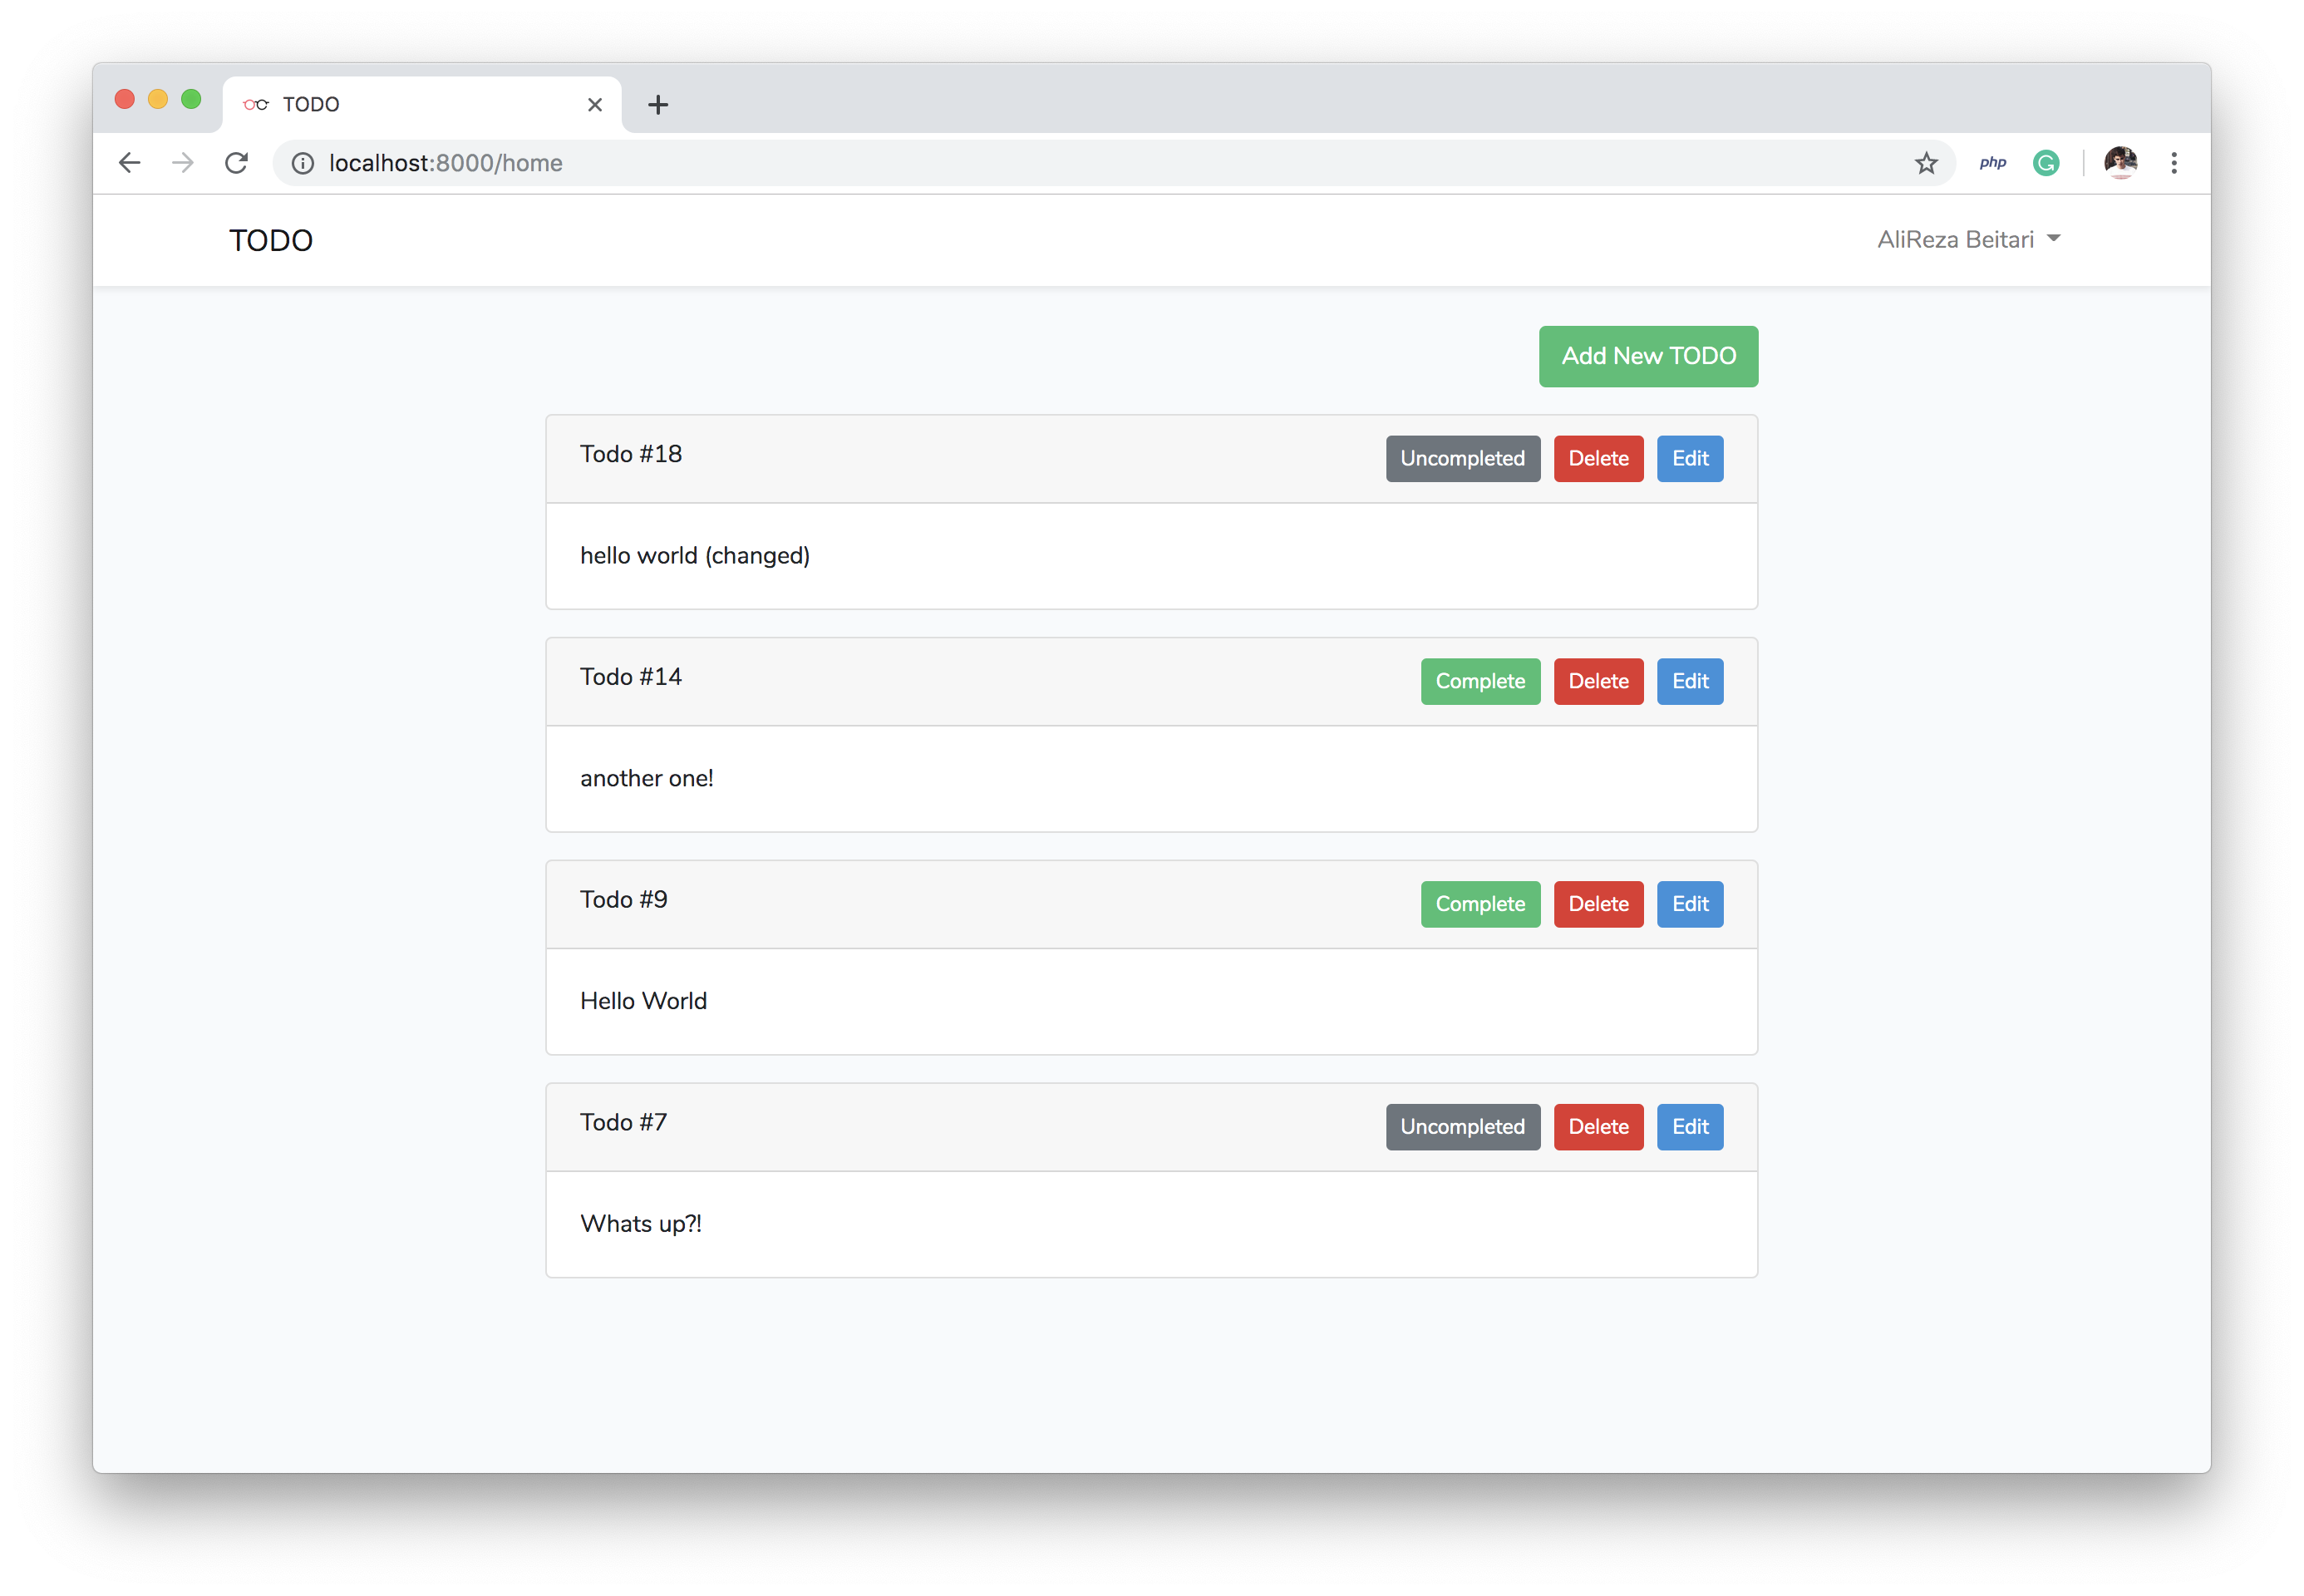 TODO
localhost:8000/home
php
TODO
AliReza Beitari
Add New TODO
Todo #18
Uncompleted
Delete
Edit
hello world (changed)
Todo #14
Complete
Delete
Edit
another one!
Todo #9
Complete
Delete
Edit
Hello World
Todo #7
Uncompleted
Delete
Edit
Whats up?!